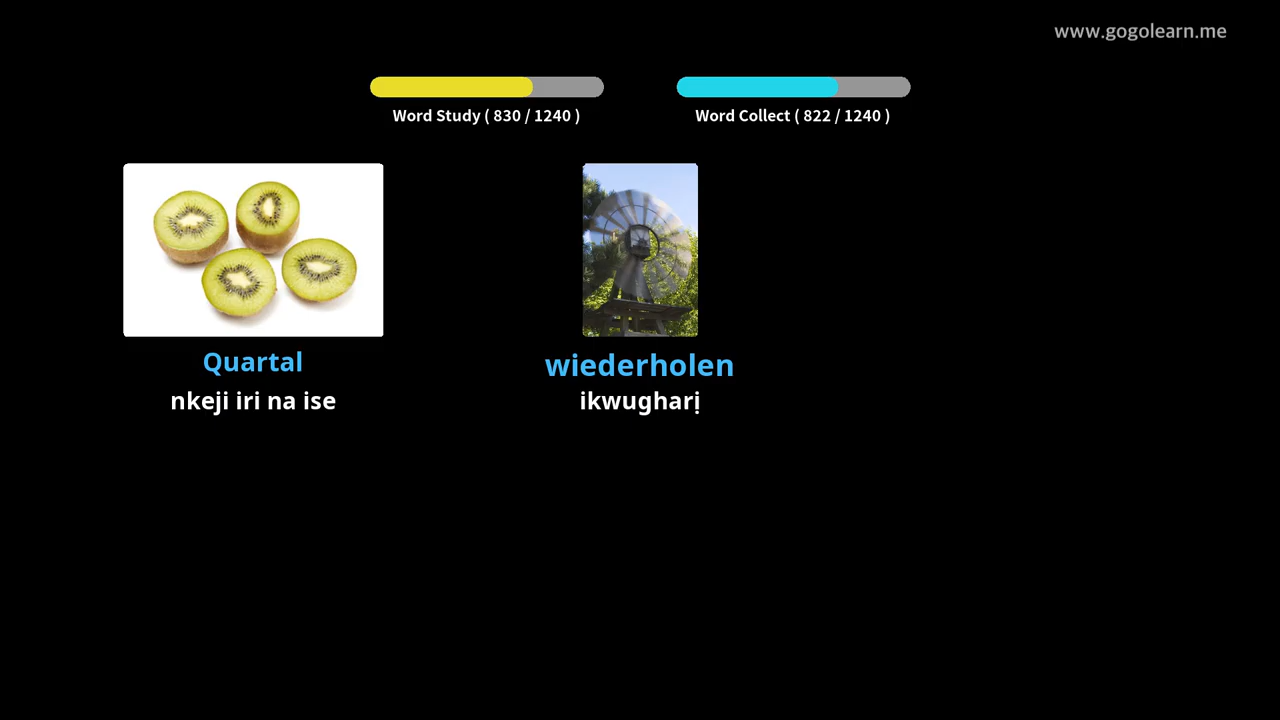 www.gogolearn.me
Word Study ( 830 / 1240 )
Word Collect ( 822 / 1240 )
Quartal
nkeji iri na ise
wiederholen
ikwugharị